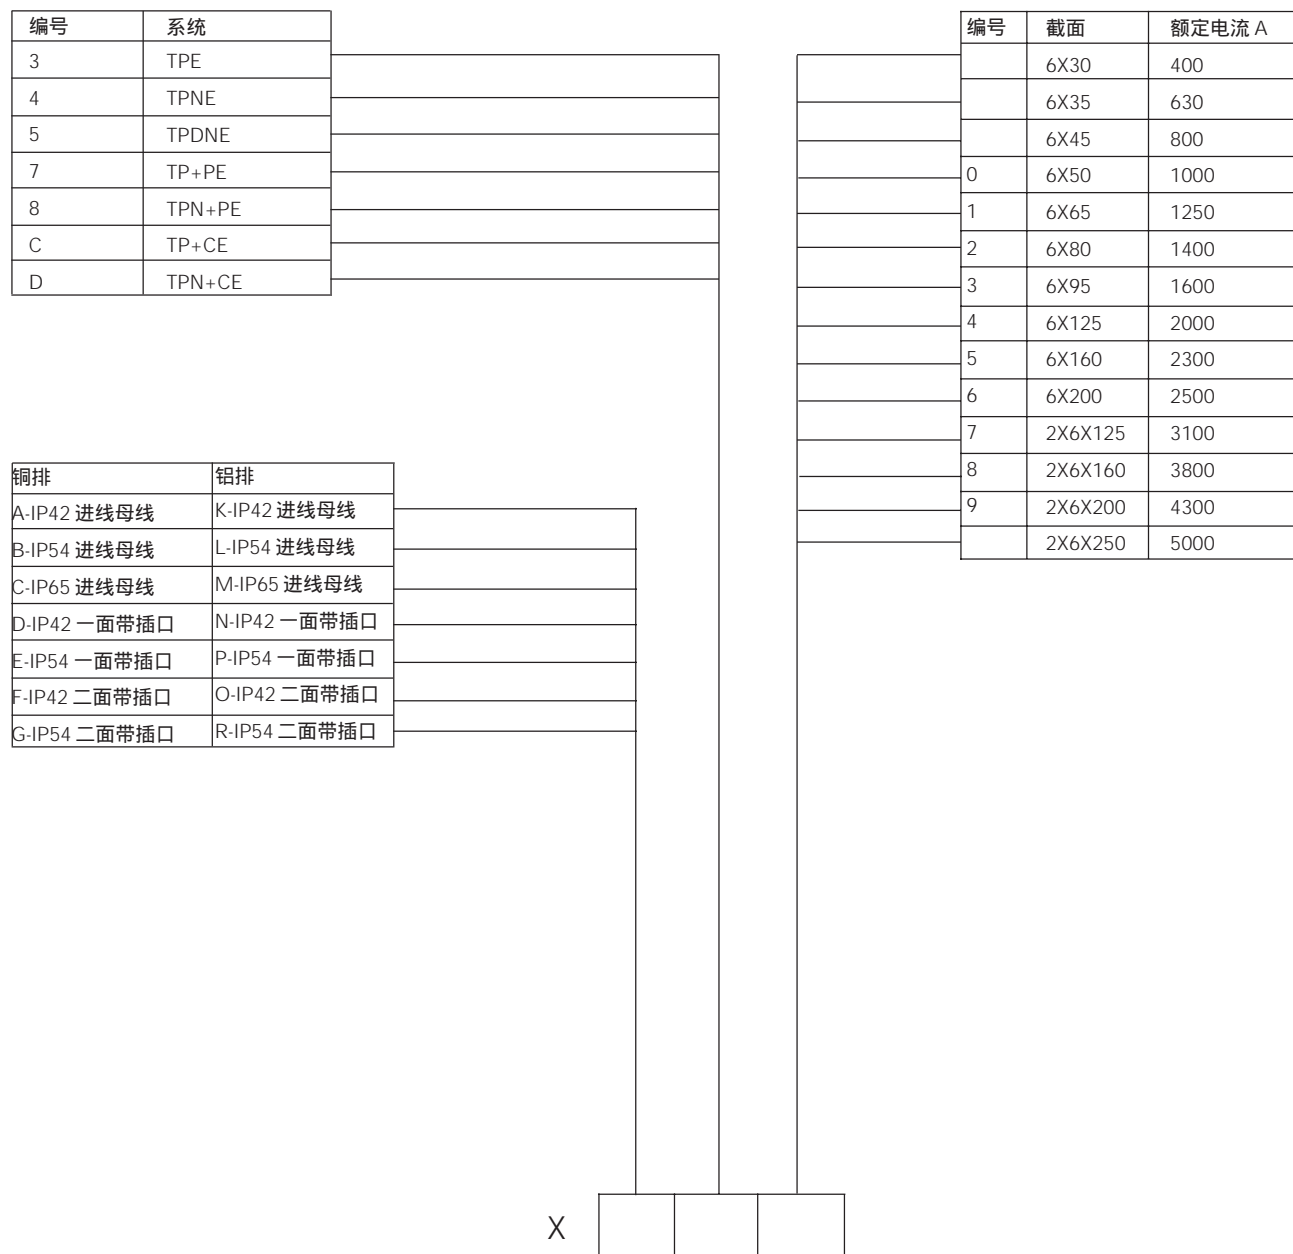 编号 系统
3 TPE
4 TPNE
5 TPDNE
7 TP+PE
8 TPN+PE
C TP+CE
D TPN+CE
编号 截面 额定电流 A
6X30 400
6X35 630
6X45 800
0 6X50 1000
1 6X65 1250
2 6X80 1400
3 6X95 1600
4 6X125 2000
5 6X160 2300
6 6X200 2500
7 2X6X125 3100
8 2X6X160 3800
9 2X6X200 4300
2X6X250 5000
铜排 铝排
A-IP42 进线母线 K-IP42 进线母线
B-IP54 进线母线 L-IP54 进线母线
C-IP65 进线母线 M-IP65 进线母线
D-IP42 一面带插口 N-IP42 一面带插口
E-IP54 一面带插口 P-IP54 一面带插口
F-IP42 二面带插口 O-IP42 二面带插口
G-IP54 二面带插口 R-IP54 二面带插口
X